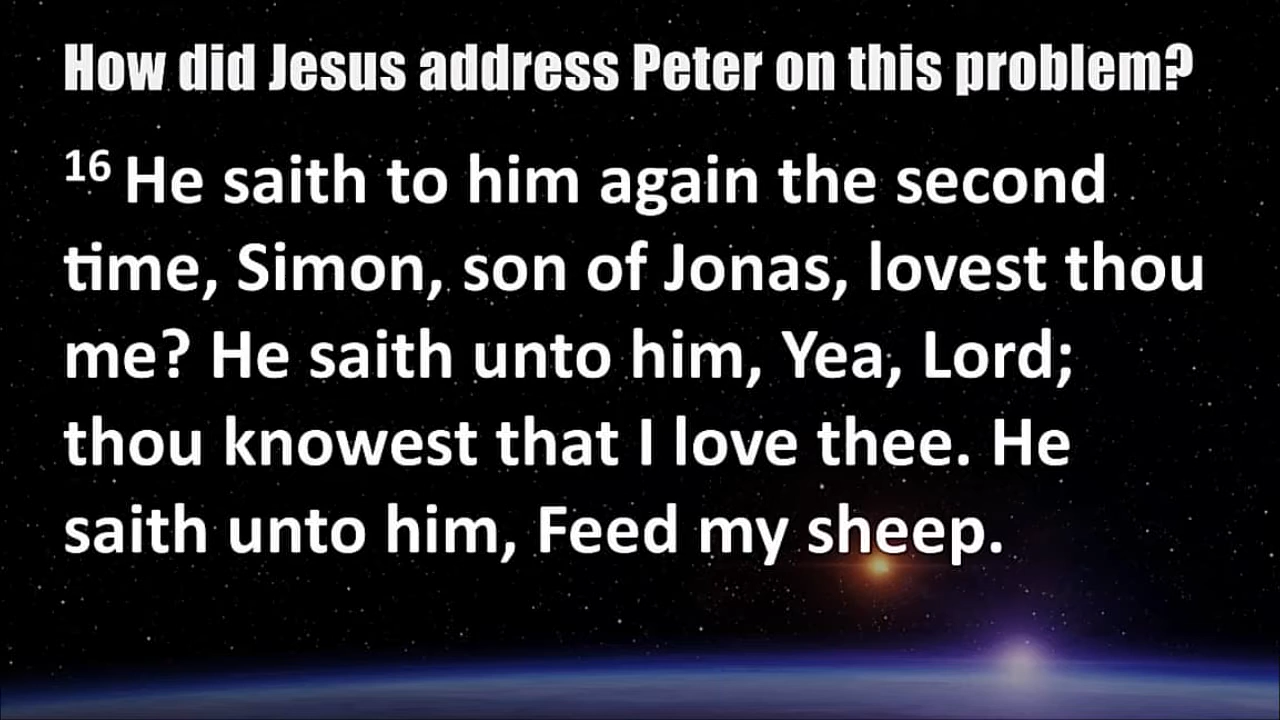 How did Jesus address Peter on this problem?
16 He saith to him again the second
time, Simon, son of Jonas, lovest thou
me? He saith unto him, Yea, Lord;
thou knowest that I love thee. He
saith unto him, Feed my sheep.